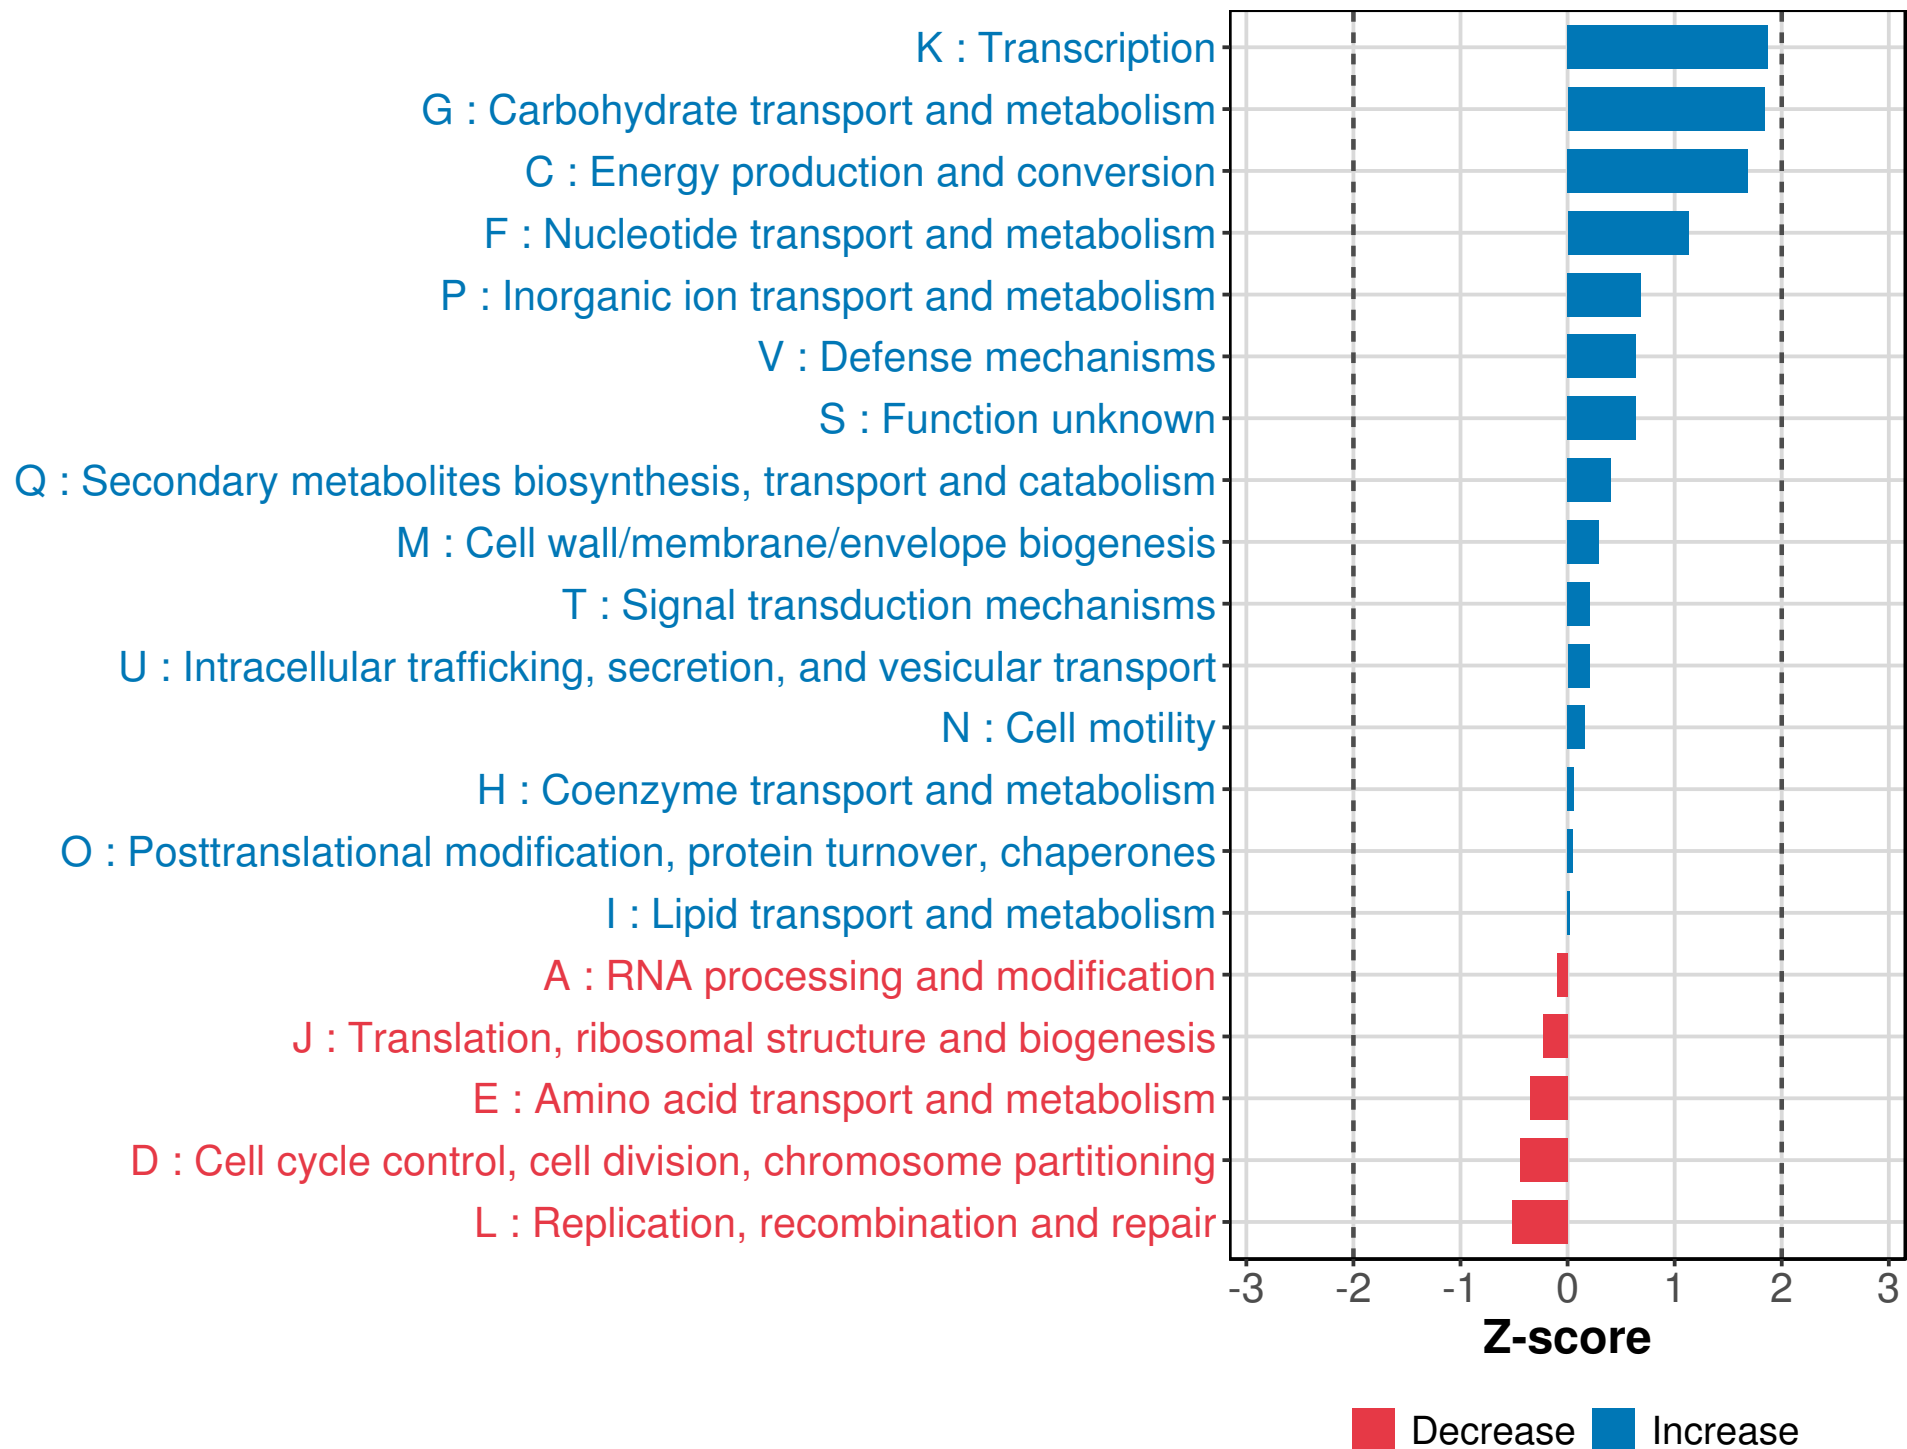 K : Transcription
G : Carbohydrate transport and metabolism
C : Energy production and conversion
F : Nucleotide transport and metabolism
P : Inorganic ion transport and metabolism
V : Defense mechanisms
S : Function unknown
Q : Secondary metabolites biosynthesis, transport and catabolism
M : Cell wall/membrane/envelope biogenesis
T : Signal transduction mechanisms
U : Intracellular trafficking, secretion, and vesicular transport
N : Cell motility
H : Coenzyme transport and metabolism
O : Posttranslational modification, protein turnover, chaperones
I : Lipid transport and metabolism
A : RNA processing and modification
J : Translation, ribosomal structure and biogenesis
E : Amino acid transport and metabolism
D : Cell cycle control, cell division, chromosome partitioning
L : Replication, recombination and repair
-3 -2 -1 0 1 2 3
Z-score
Decrease Increase